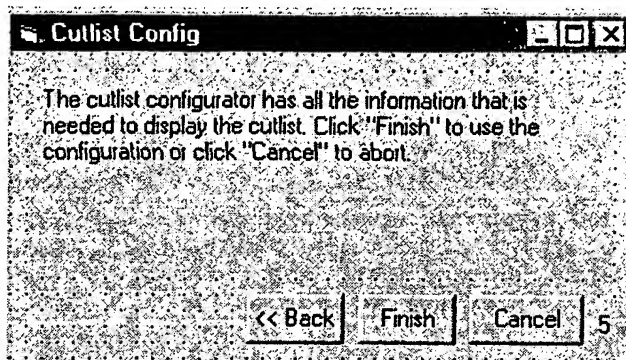 Cutlist Config
The cutlist configurator has all the information that is
needed to display the cutlist. Click "Finish" to use the
configuration or click "Cancel" to abort.
<< Back Finish Cancel 5